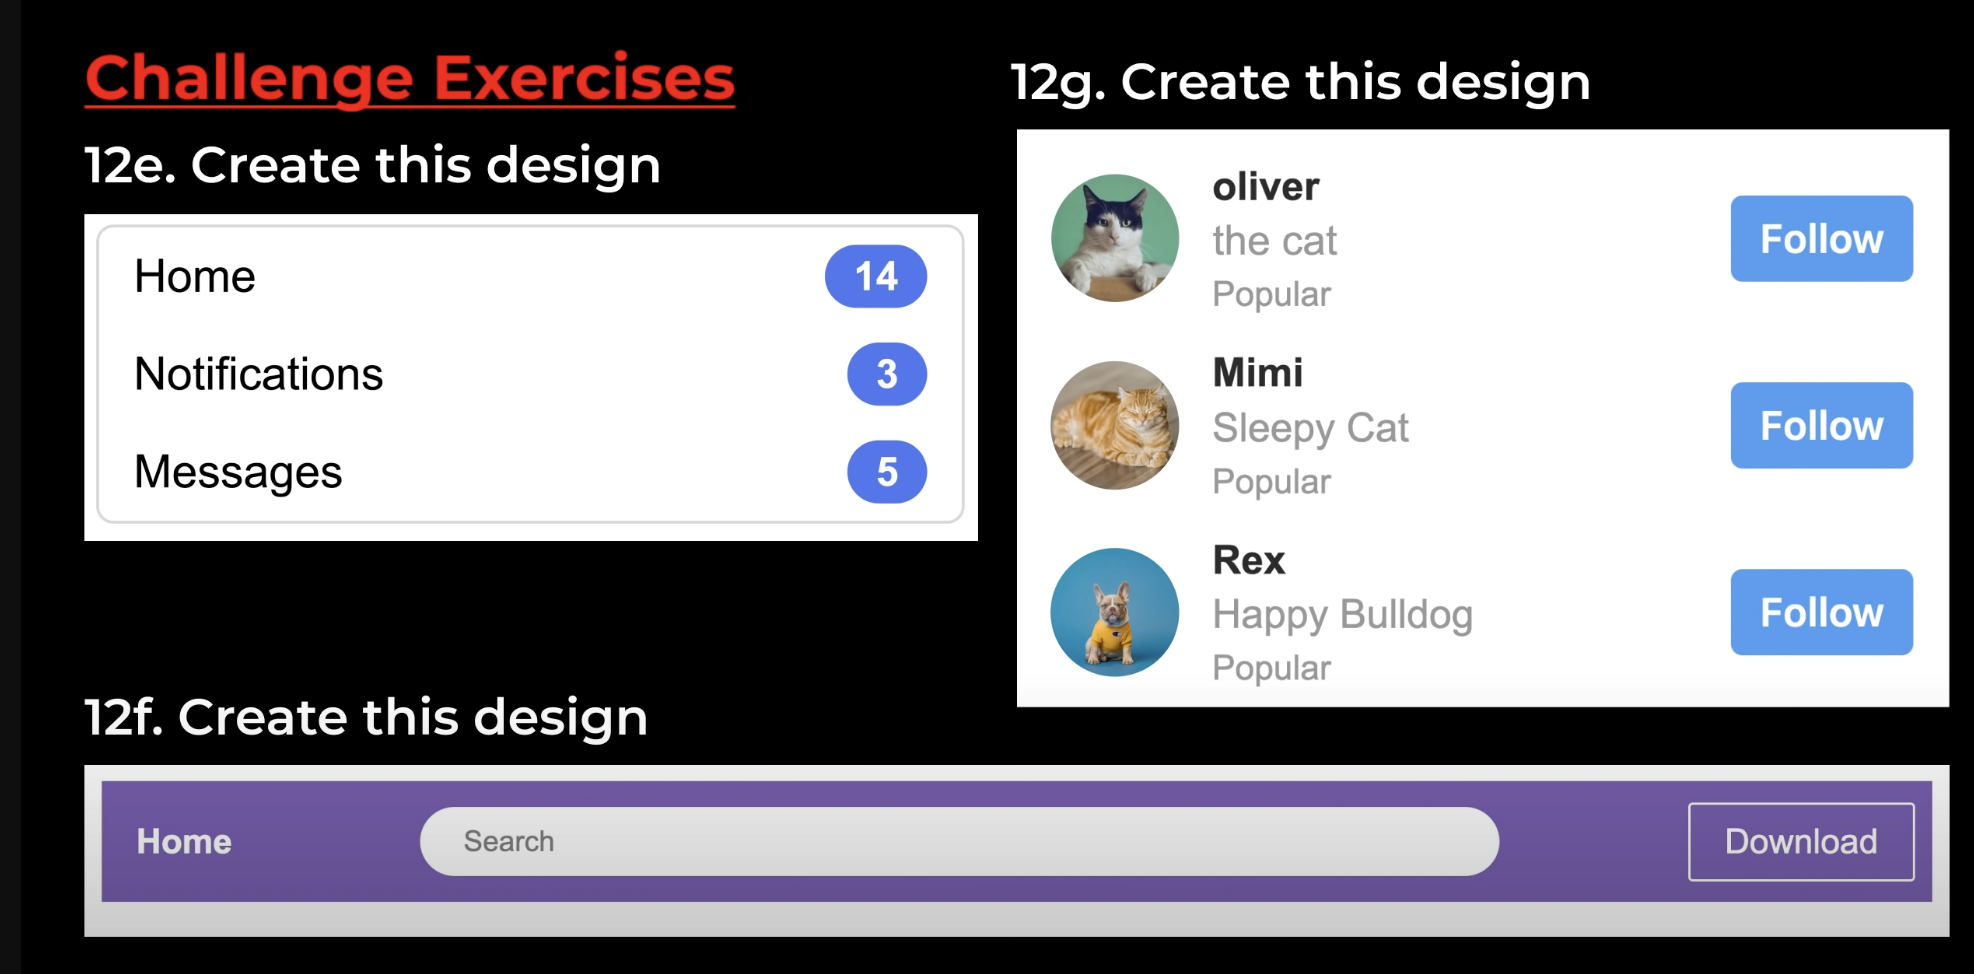 Challenge Exercises
12e. Create this design
Home 14
Notifications 3
Messages 5
12f. Create this design
Home Search Download
12g. Create this design
oliver
the cat
Popular
Follow
Mimi
Sleepy Cat
Popular
Follow
Rex
Happy Bulldog
Popular
Follow